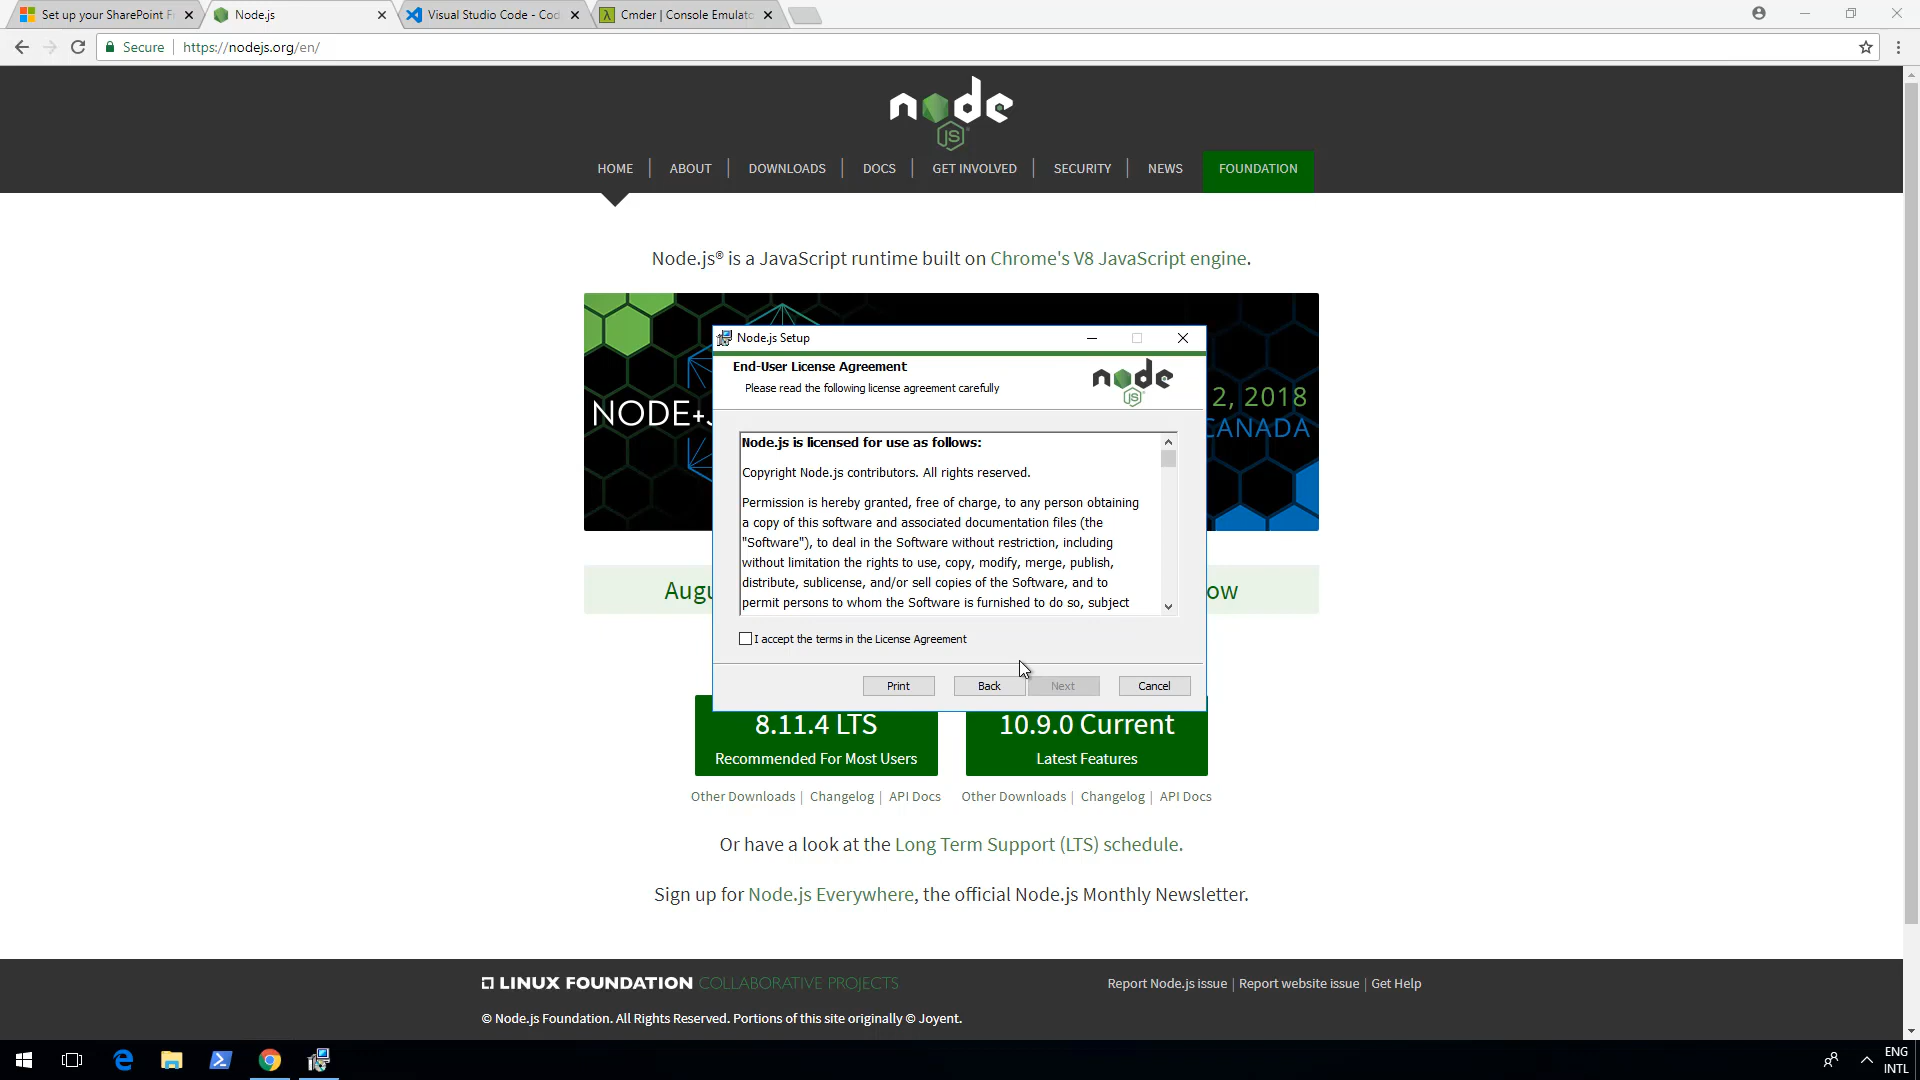 Set up your SharePoint F
Node.js
Visual Studio Code - Cod
Cmder | Console Emulato
Secure
https://nodejs.org/en/
node
JS
HOME
ABOUT
DOWNLOADS
DOCS
GET INVOLVED
SECURITY
NEWS
FOUNDATION
Node.js® is a JavaScript runtime built on Chrome's V8 JavaScript engine.
NODE+J
2, 2018
CANADA
Node.js Setup
End-User License Agreement
Please read the following license agreement carefully
node
JS
Node.js is licensed for use as follows:
Copyright Node.js contributors. All rights reserved.
Permission is hereby granted, free of charge, to any person obtaining
a copy of this software and associated documentation files (the
"Software"), to deal in the Software without restriction, including
without limitation the rights to use, copy, modify, merge, publish,
distribute, sublicense, and/or sell copies of the Software, and to
permit persons to whom the Software is furnished to do so, subject
Augu
ow
I accept the terms in the License Agreement
Print
Back
Next
Cancel
8.11.4 LTS
Recommended For Most Users
10.9.0 Current
Latest Features
Other Downloads | Changelog | API Docs
Other Downloads | Changelog | API Docs
Or have a look at the Long Term Support (LTS) schedule.
Sign up for Node.js Everywhere, the official Node.js Monthly Newsletter.
LINUX FOUNDATION COLLABORATIVE PROJECTS
Report Node.js issue | Report website issue | Get Help
© Node.js Foundation. All Rights Reserved. Portions of this site originally © Joyent.
ENG
INTL